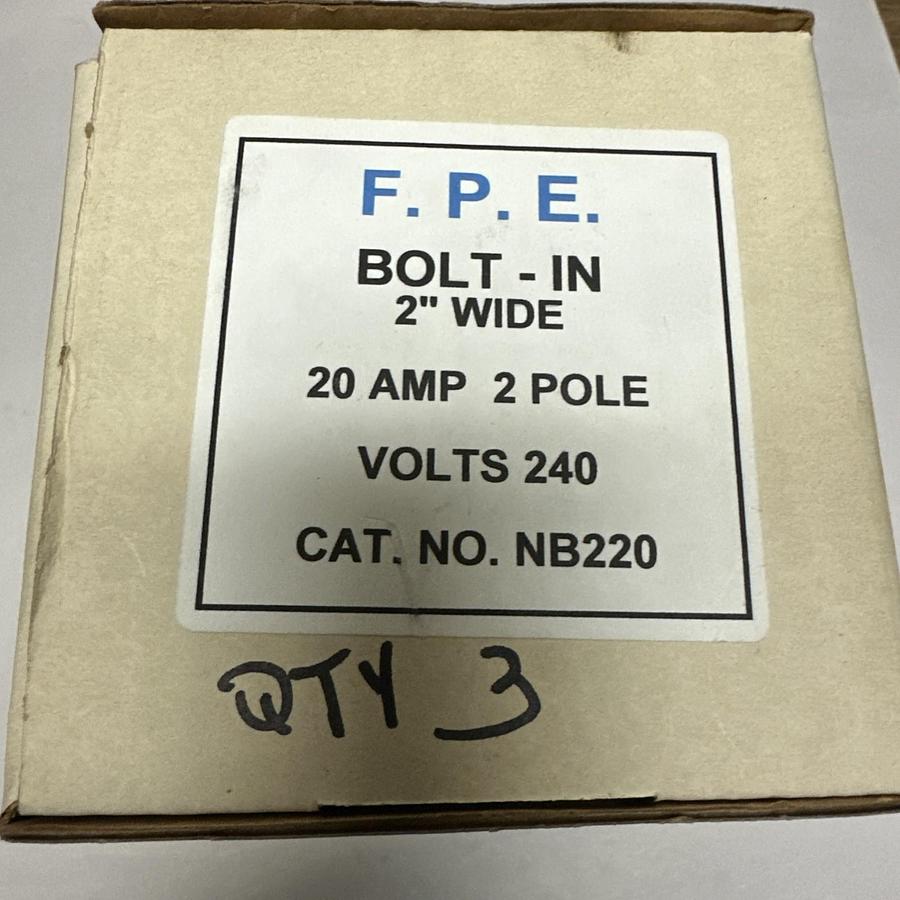 F. P. E.
BOLT - IN
2" WIDE
20 AMP 2 POLE
VOLTS 240
CAT. NO. NB220
QTY 3